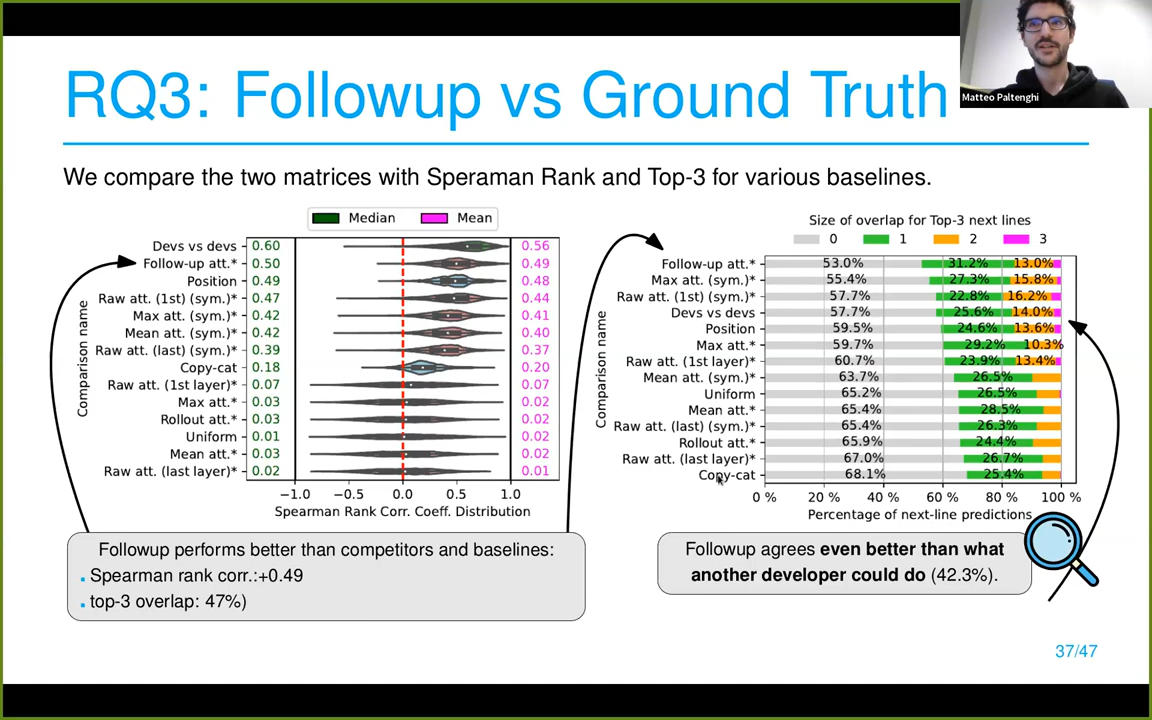 RQ3: Followup vs Ground Truth
Matteo Paltenghi
We compare the two matrices with Speraman Rank and Top-3 for various baselines.
Median Mean
Comparison name
Devs vs devs 0.60 0.56
Follow-up att.* 0.50 0.49
Position 0.49 0.48
Raw att. (1st) (sym.)* 0.47 0.44
Max att. (sym.)* 0.42 0.41
Mean att. (sym.)* 0.42 0.40
Raw att. (last) (sym.)* 0.39 0.37
Copy-cat 0.18 0.20
Raw att. (1st layer)* 0.07 0.07
Max att.* 0.03 0.02
Rollout att.* 0.03 0.02
Uniform 0.01 0.02
Mean att.* 0.03 0.02
Raw att. (last layer)* 0.02 0.01
−1.0 −0.5 0.0 0.5 1.0
Spearman Rank Corr. Coeff. Distribution
Size of overlap for Top-3 next lines
0 1 2 3
Comparison name
Follow-up att.* 53.0% 31.2% 13.0%
Max att. (sym.)* 55.4% 27.3% 15.8%
Raw att. (1st) (sym.)* 57.7% 22.8% 16.2%
Devs vs devs 57.7% 25.6% 14.0%
Position 59.5% 24.6% 13.6%
Max att.* 59.7% 29.2% 10.3%
Raw att. (1st layer)* 60.7% 23.9% 13.4%
Mean att. (sym.)* 63.7% 26.5%
Uniform 65.2% 26.5%
Mean att.* 65.4% 28.5%
Raw att. (last) (sym.)* 65.4% 26.3%
Rollout att.* 65.9% 24.4%
Raw att. (last layer)* 67.0% 26.7%
Copy-cat 68.1% 25.4%
0 % 20 % 40 % 60 % 80 % 100 %
Percentage of next-line predictions
Followup performs better than competitors and baselines:
Spearman rank corr.:+0.49
top-3 overlap: 47%)
Followup agrees even better than what
another developer could do (42.3%).
37/47